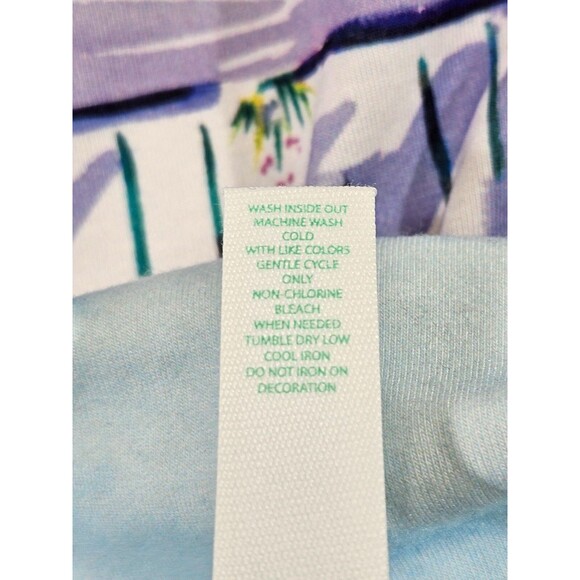 WASH INSIDE OUT
MACHINE WASH
COLD
WITH LIKE COLORS
GENTLE CYCLE
ONLY
NON-CHLORINE
BLEACH
WHEN NEEDED
TUMBLE DRY LOW
COOL IRON
DO NOT IRON ON
DECORATION